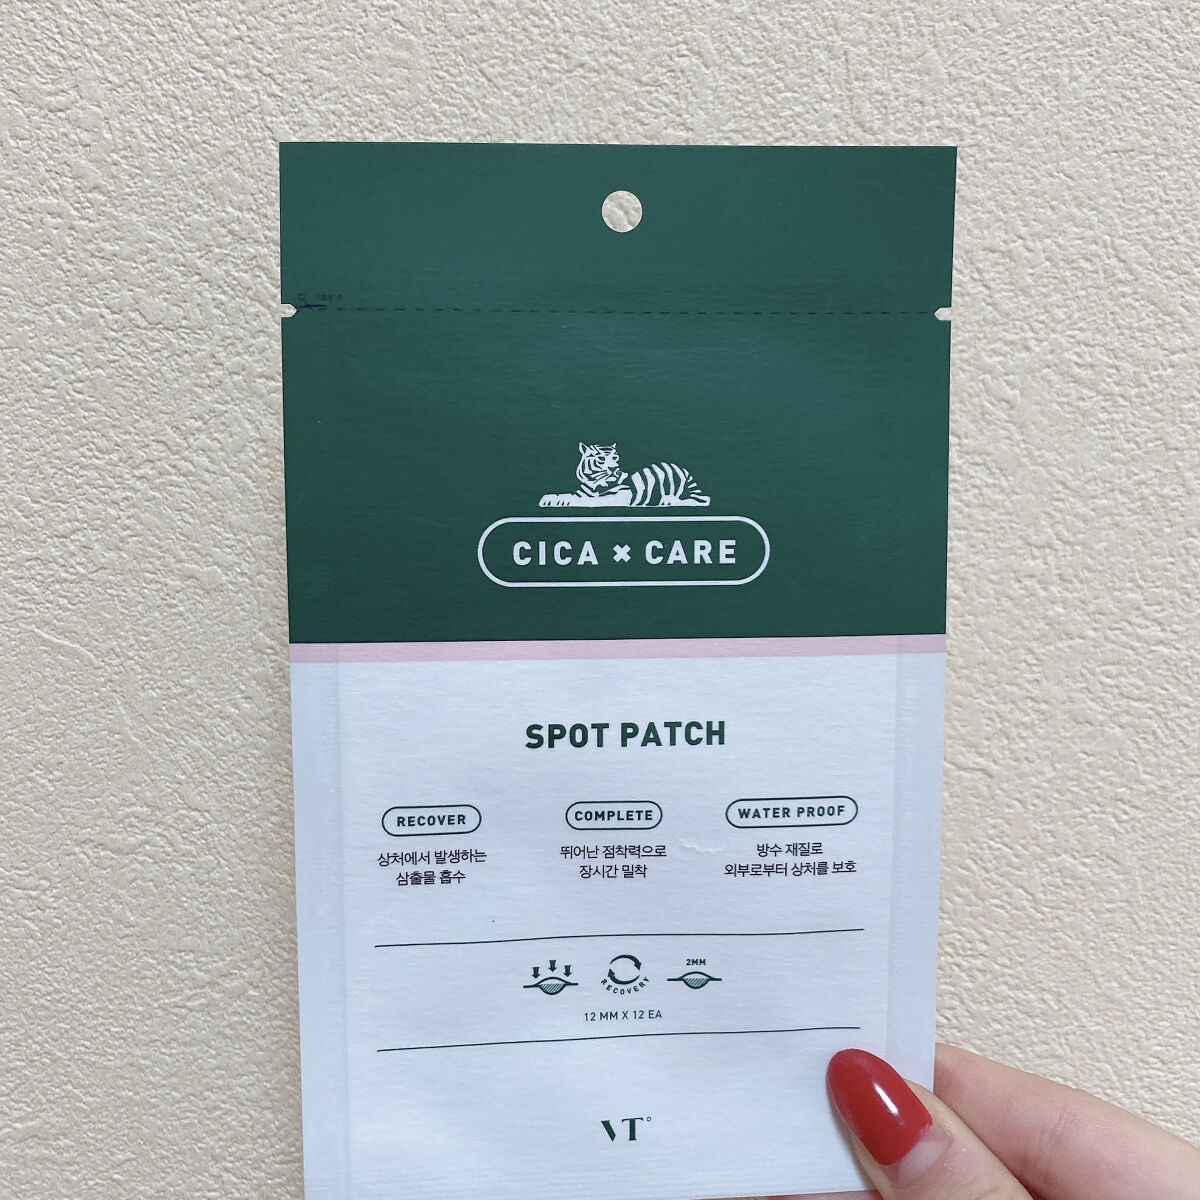 CICA × CARE
SPOT PATCH
RECOVER
상처에서 발생하는
삼출물 흡수
COMPLETE
뛰어난 점착력으로
장시간 밀착
WATER PROOF
방수 재질로
외부로부터 상처를 보호
RECOVERY
2MM
12 MM X 12 EA
VT